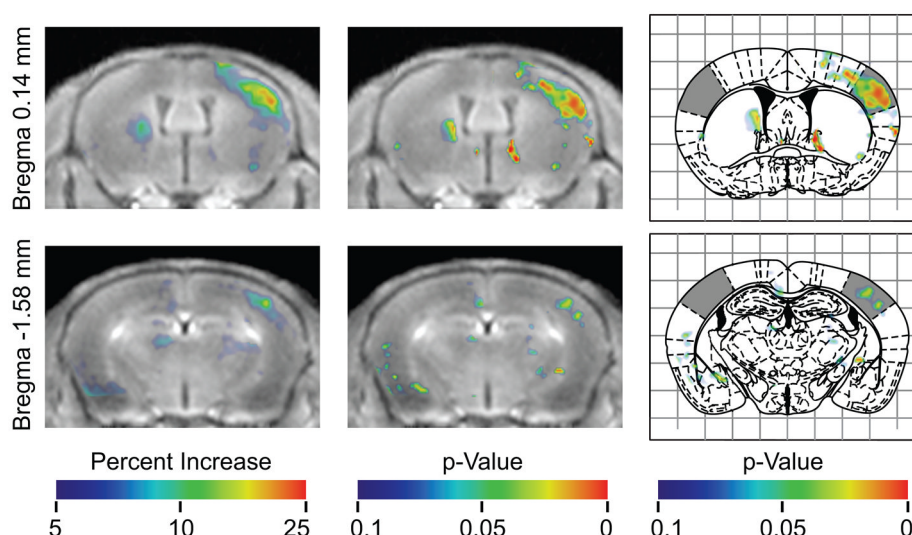 Bregma 0.14 mm
Bregma -1.58 mm
Percent Increase
5 10 25
p-Value
0.1 0.05 0
p-Value
0.1 0.05 0